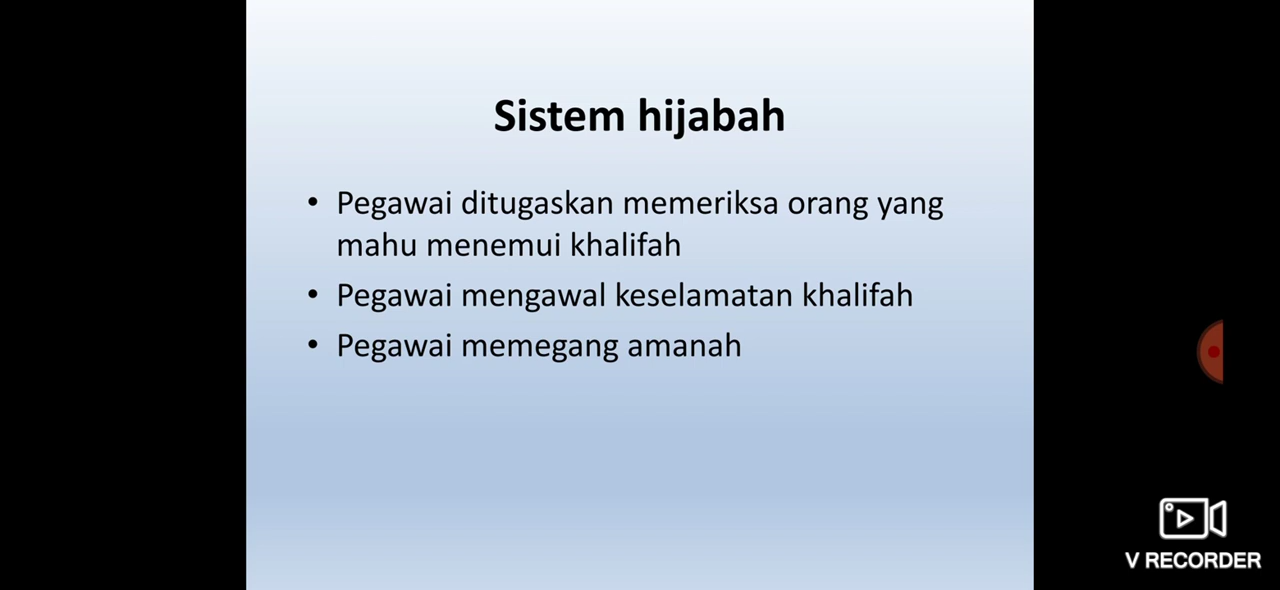 Sistem hijabah
• Pegawai ditugaskan memeriksa orang yang
mahu menemui khalifah
• Pegawai mengawal keselamatan khalifah
• Pegawai memegang amanah
V RECORDER